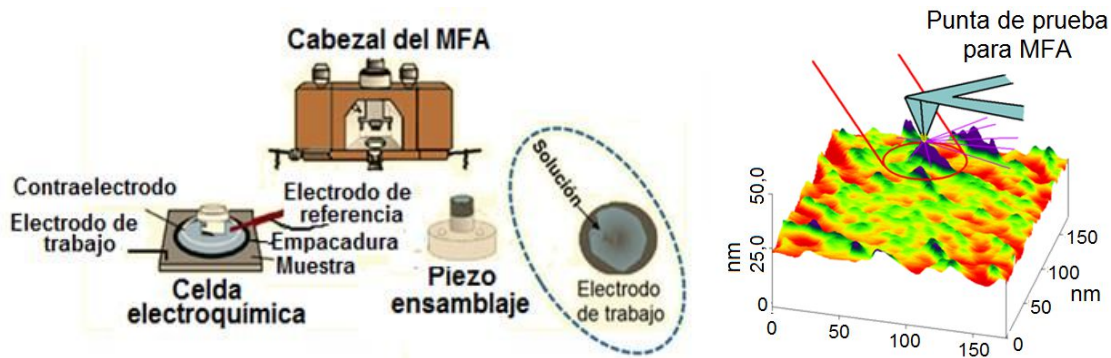 Cabezal del MFA
Contraelectrodo
Electrodo de
trabajo
Electrodo de
referencia
Empacadura
Muestra
Celda
electroquímica
Piezo
ensamblaje
Solución
Electrodo
de trabajo
Punta de prueba
para MFA
50,0
25,0
0
nm
0
50
100
150
0
50
100
150
nm